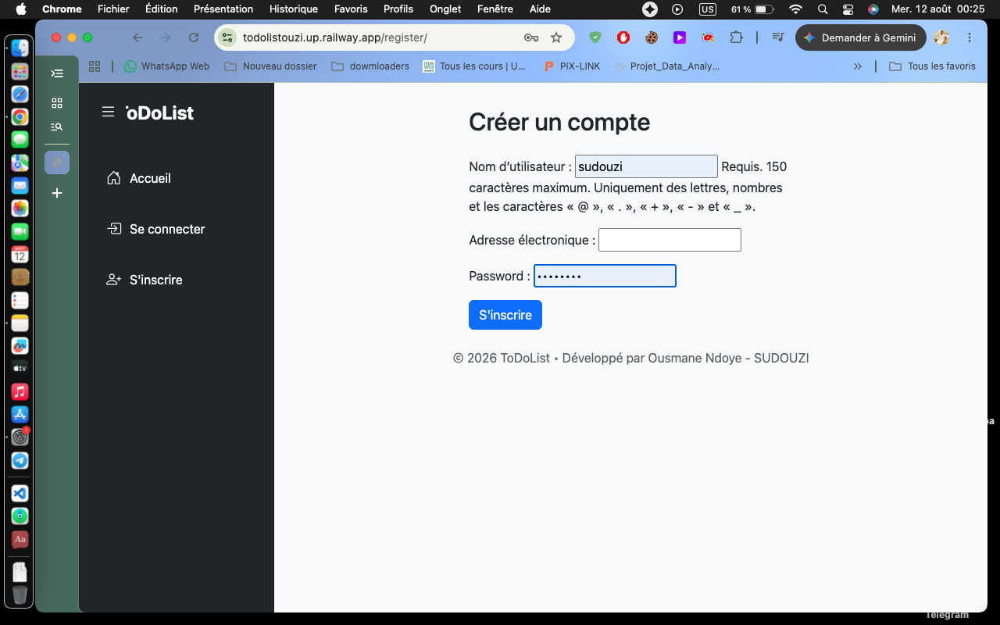 Chrome Fichier Édition Présentation Historique Favoris Profils Onglet Fenêtre Aide US 61 % Mer. 12 août 00:25
todolistouzi.up.railway.app/register/ Demander à Gemini
WhatsApp Web Nouveau dossier dowmloaders Tous les cours | U... PIX-LINK Projet_Data_Analy... » Tous les favoris
oDoList
Accueil
Se connecter
S'inscrire
Créer un compte
Nom d’utilisateur : sudouzi Requis. 150
caractères maximum. Uniquement des lettres, nombres
et les caractères « @ », « . », « + », « - » et « _ ».
Adresse électronique :
Password : ••••••••
S'inscrire
© 2026 ToDoList • Développé par Ousmane Ndoye - SUDOUZI
12
tv
1
Aa
Telegram